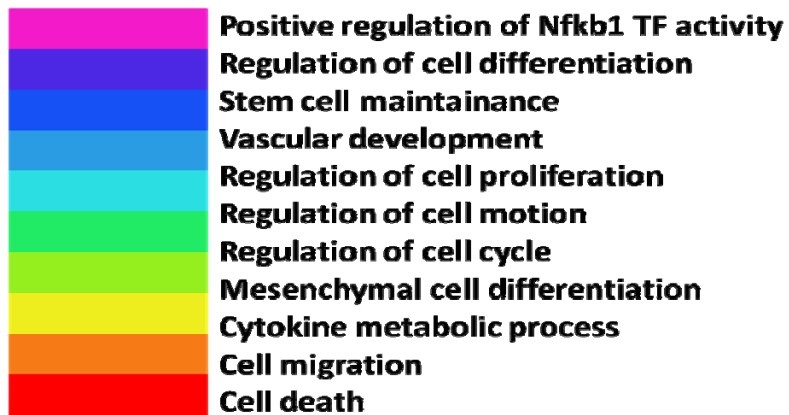 Positive regulation of Nfkb1 TF activity
Regulation of cell differentiation
Stem cell maintainance
Vascular development
Regulation of cell proliferation
Regulation of cell motion
Regulation of cell cycle
Mesenchymal cell differentiation
Cytokine metabolic process
Cell migration
Cell death